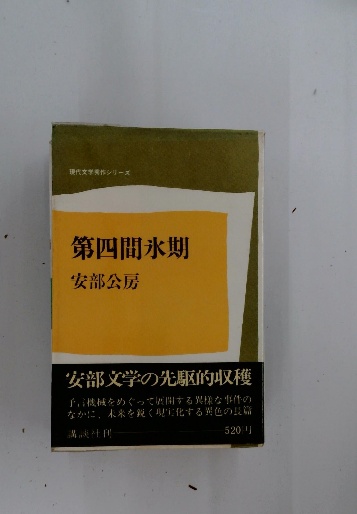 現代文学秀作シリーズ
第四間氷期
安部公房
安部文学の先駆的収穫
予言機械をめぐって展開する異様な事件の
なかに、未来を鋭く現実化する異色の長篇
講談社刊
520円